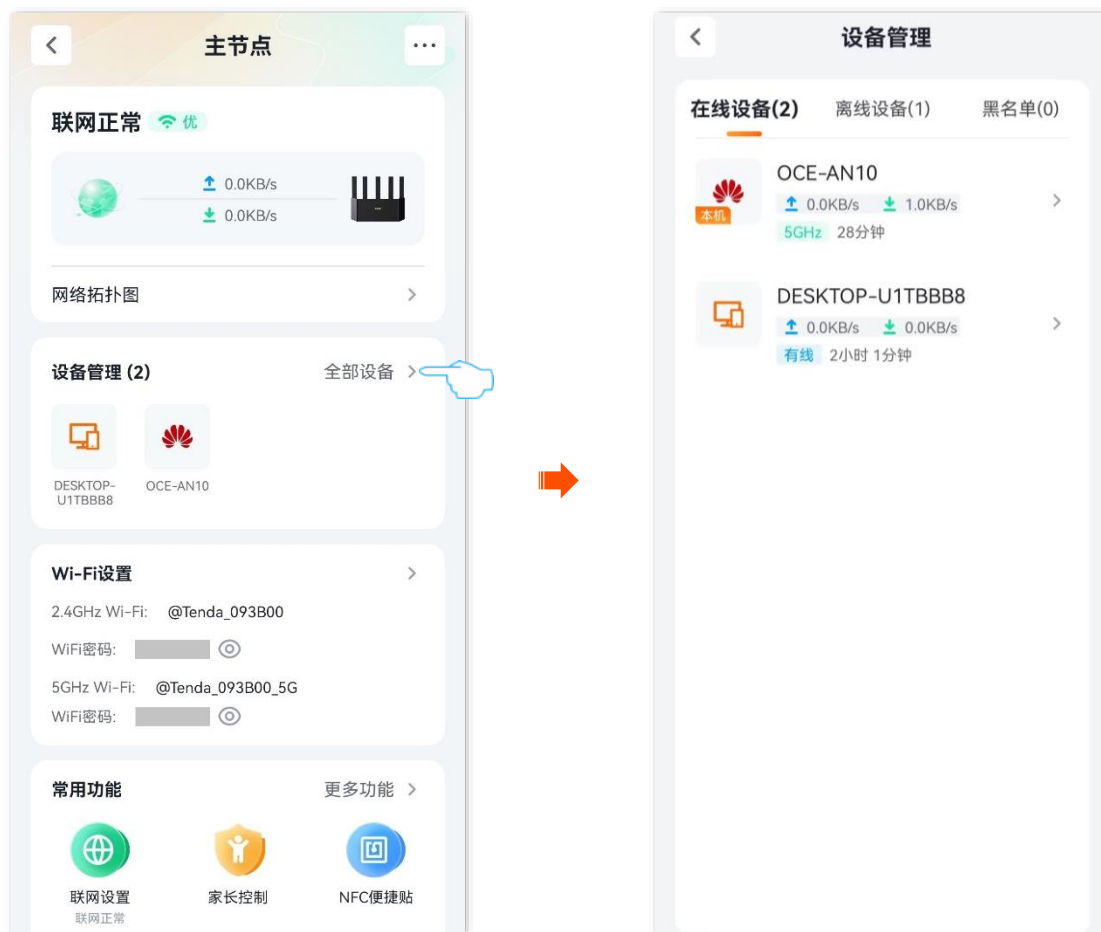 主节点
联网正常 优
0.0KB/s
0.0KB/s
网络拓扑图
设备管理 (2) 全部设备
DESKTOP-
U1TBBB8
OCE-AN10
Wi-Fi设置
2.4GHz Wi-Fi: @Tenda_093B00
WiFi密码:
5GHz Wi-Fi: @Tenda_093B00_5G
WiFi密码:
常用功能 更多功能
联网设置 家长控制 NFC便捷贴
联网正常
设备管理
在线设备(2) 离线设备(1) 黑名单(0)
OCE-AN10
本机
0.0KB/s 1.0KB/s
5GHz 28分钟
DESKTOP-U1TBBB8
0.0KB/s 0.0KB/s
有线 2小时 1分钟